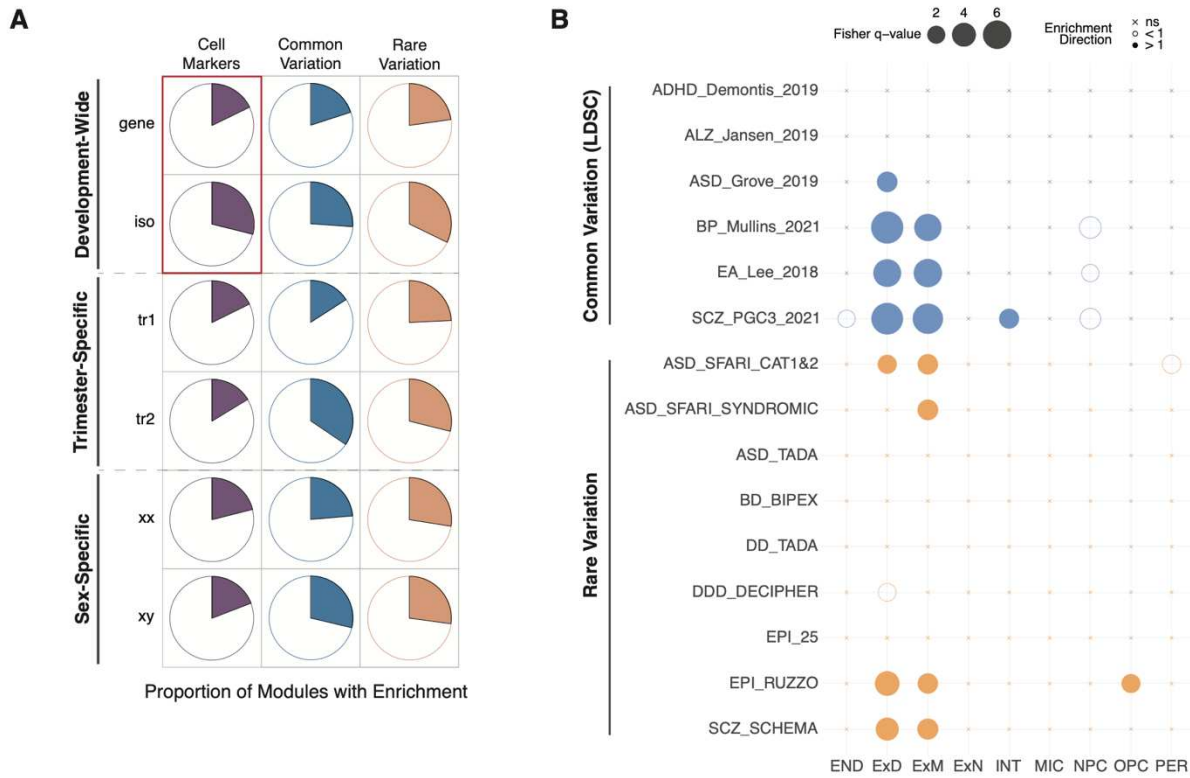 A
Cell
Markers
Common
Variation
Rare
Variation
Development-Wide
gene
iso
Trimester-Specific
tr1
tr2
Sex-Specific
xx
xy
Proportion of Modules with Enrichment
B
Fisher q-value
2 4 6
Enrichment
Direction
× ns
○ < 1
● > 1
Common Variation (LDSC)
ADHD_Demontis_2019
ALZ_Jansen_2019
ASD_Grove_2019
BP_Mullins_2021
EA_Lee_2018
SCZ_PGC3_2021
Rare Variation
ASD_SFARI_CAT1&2
ASD_SFARI_SYNDROMIC
ASD_TADA
BD_BIPEX
DD_TADA
DDD_DECIPHER
EPI_25
EPI_RUZZO
SCZ_SCHEMA
END ExD ExM ExN INT MIC NPC OPC PER